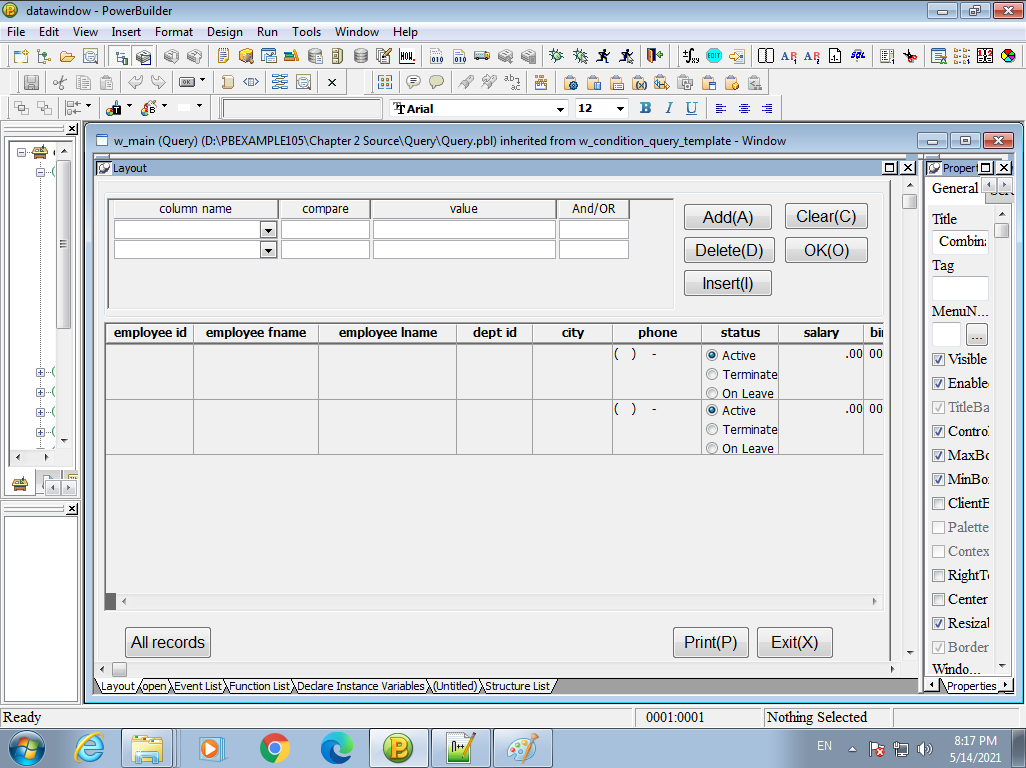 datawindow - PowerBuilder
File Edit View Insert Format Design Run Tools Window Help
Arial 12 B I U
w_main (Query) (D:\PBEXAMPLE105\Chapter 2 Source\Query\Query.pbl) inherited from w_condition_query_template - Window
Layout
column name compare value And/OR
Add(A) Clear(C)
Delete(D) OK(O)
Insert(I)
employee id employee fname employee lname dept id city phone status salary bi
( ) - Active .00 00
Terminate
On Leave
( ) - Active .00 00
Terminate
On Leave
All records Print(P) Exit(X)
Layout open Event List Function List Declare Instance Variables (Untitled) Structure List
Propert
General
Title
Combin
Tag
MenuN...
...
Visible
Enable
TitleBa
Control
MaxBo
MinBo
ClientE
Palette
Contex
RightTo
Center
Resizal
Border
Windo...
Properties
Ready 0001:0001 Nothing Selected
EN 8:17 PM
5/14/2021